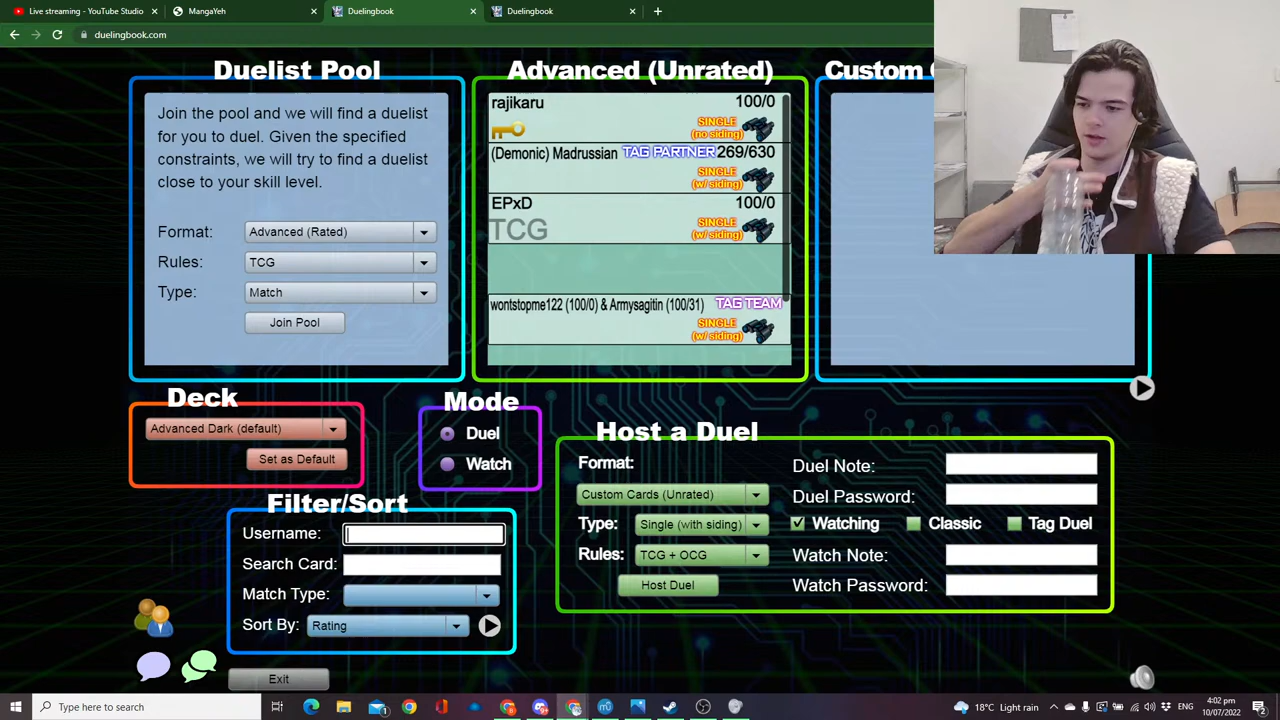 Live streaming - YouTube Studio
MangaYeh
Duelingbook
Duelingbook
duelingbook.com
Duelist Pool
Join the pool and we will find a duelist
for you to duel. Given the specified
constraints, we will try to find a duelist
close to your skill level.
Format: Advanced (Rated)
Rules: TCG
Type: Match
Join Pool
Advanced (Unrated)
rajikaru 100/0
SINGLE
(no siding)
(Demonic) Madrussian TAG PARTNER 269/630
SINGLE
(w/ siding)
EPxD 100/0
TCG
SINGLE
(w/ siding)
wontstopme122 (100/0) & Armysagitin (100/31) TAG TEAM
SINGLE
(w/ siding)
Custom
Deck
Advanced Dark (default)
Set as Default
Mode
Duel
Watch
Filter/Sort
Username:
Search Card:
Match Type:
Sort By: Rating
Exit
Host a Duel
Format:
Custom Cards (Unrated)
Type: Single (with siding)
Rules: TCG + OCG
Host Duel
Duel Note:
Duel Password:
Watching Classic Tag Duel
Watch Note:
Watch Password:
Type here to search
18°C Light rain
4:02 pm
10/07/2022